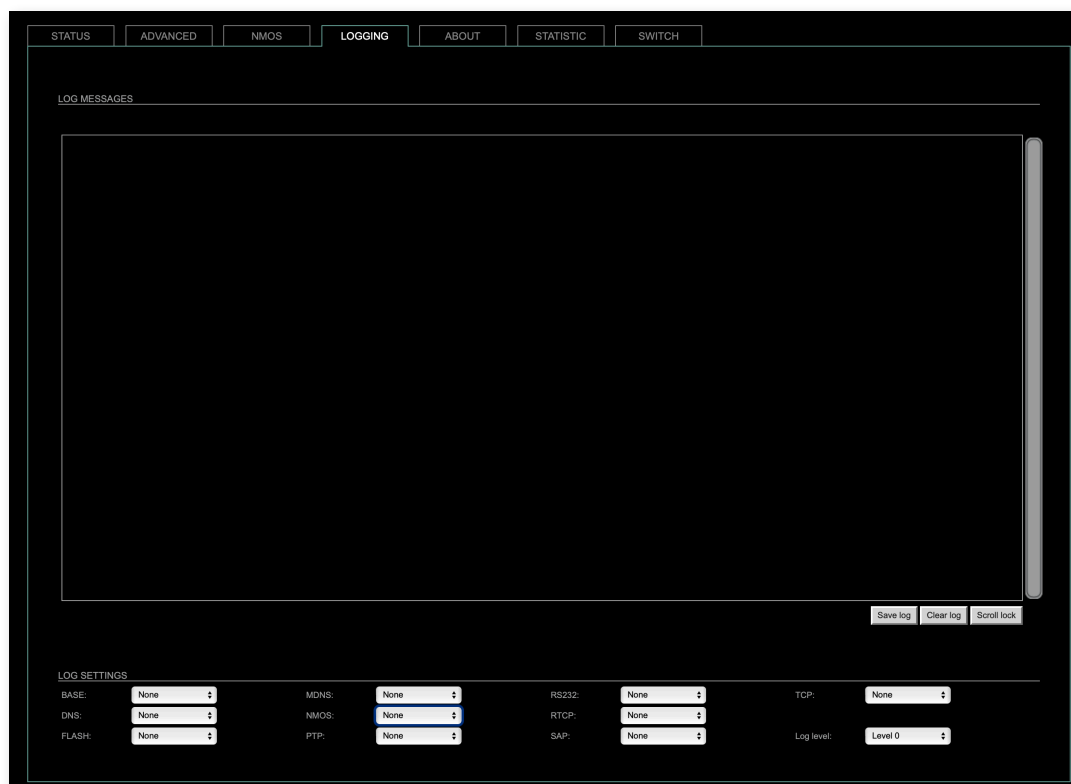 STATUS ADVANCED NMOS LOGGING ABOUT STATISTIC SWITCH
LOG MESSAGES
Save log Clear log Scroll lock
LOG SETTINGS
BASE: None MDNS: None RS232: None TCP: None
DNS: None NMOS: None RTCP: None
FLASH: None PTP: None SAP: None Log level: Level 0